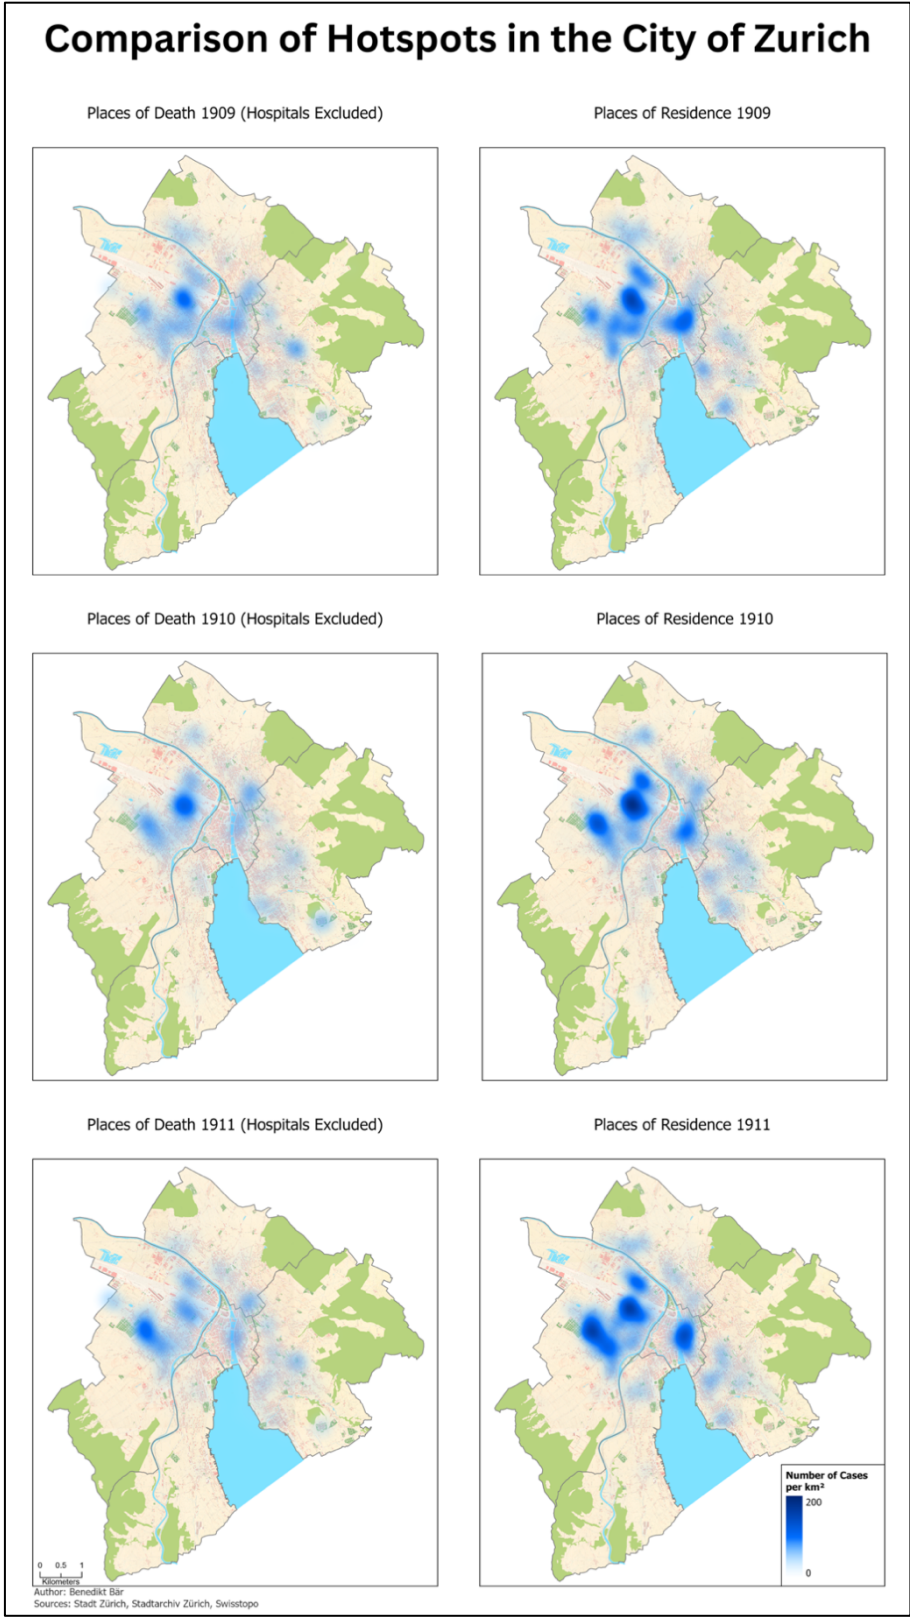 Comparison of Hotspots in the City of Zurich
Places of Death 1909 (Hospitals Excluded)
Places of Residence 1909
Places of Death 1910 (Hospitals Excluded)
Places of Residence 1910
Places of Death 1911 (Hospitals Excluded)
Places of Residence 1911
Number of Cases
per km²
200
0
0 0.5 1
Kilometers
Author: Benedikt Bär
Sources: Stadt Zürich, Stadtarchiv Zürich, Swisstopo